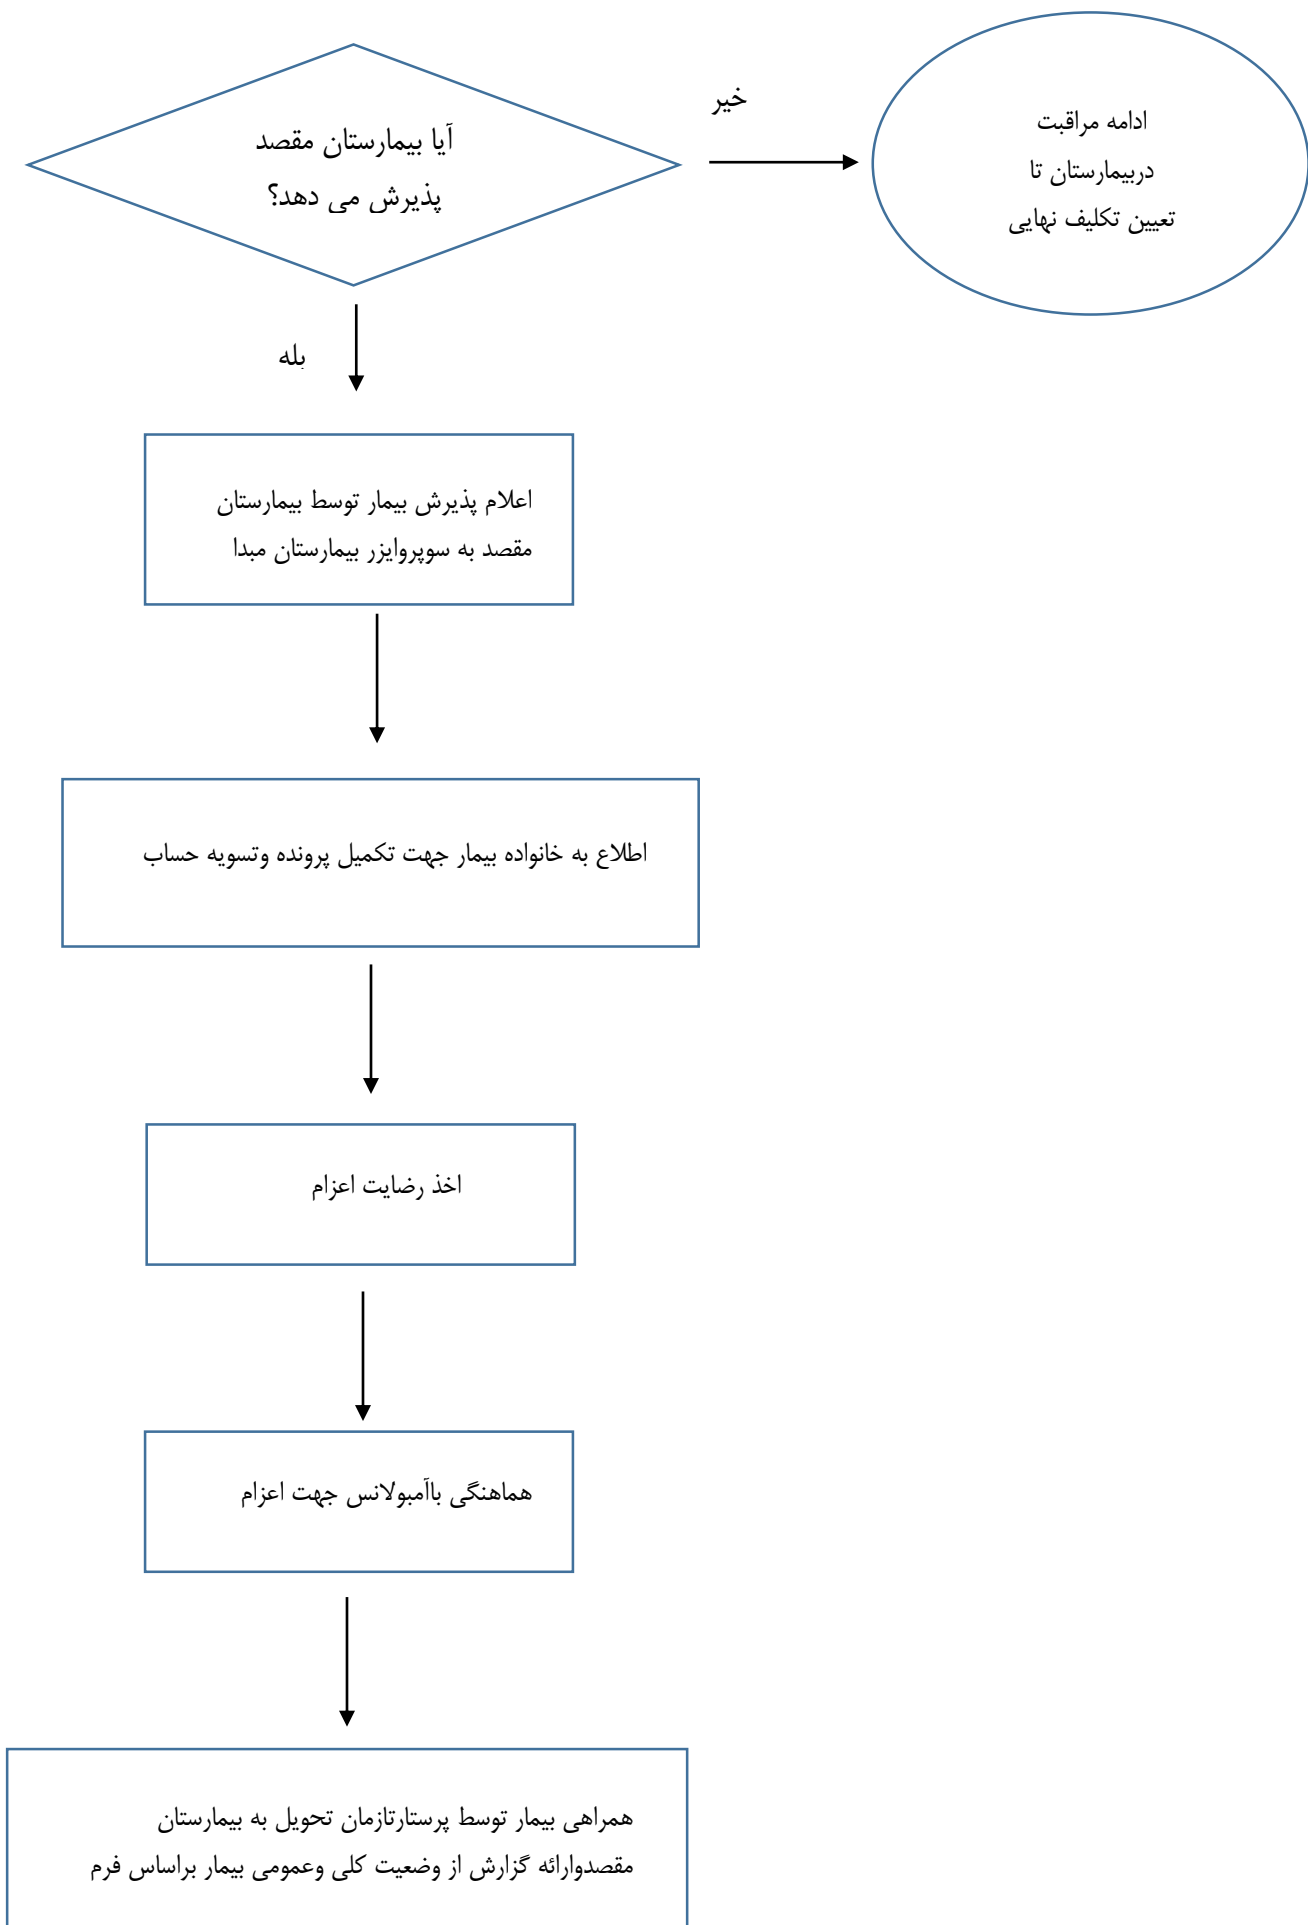 آیا بیمارستان مقصد
پذیرش می دهد؟
خیر
ادامه مراقبت
دربیمارستان تا
تعیین تکلیف نهایی
بله
اعلام پذیرش بیمار توسط بیمارستان
مقصد به سوپروایزر بیمارستان مبدا
اطلاع به خانواده بیمار جهت تکمیل پرونده وتسویه حساب
اخذ رضایت اعزام
هماهنگی باآمبولانس جهت اعزام
همراهی بیمار توسط پرستارتازمان تحویل به بیمارستان
مقصدوارائه گزارش از وضعیت کلی وعمومی بیمار براساس فرم